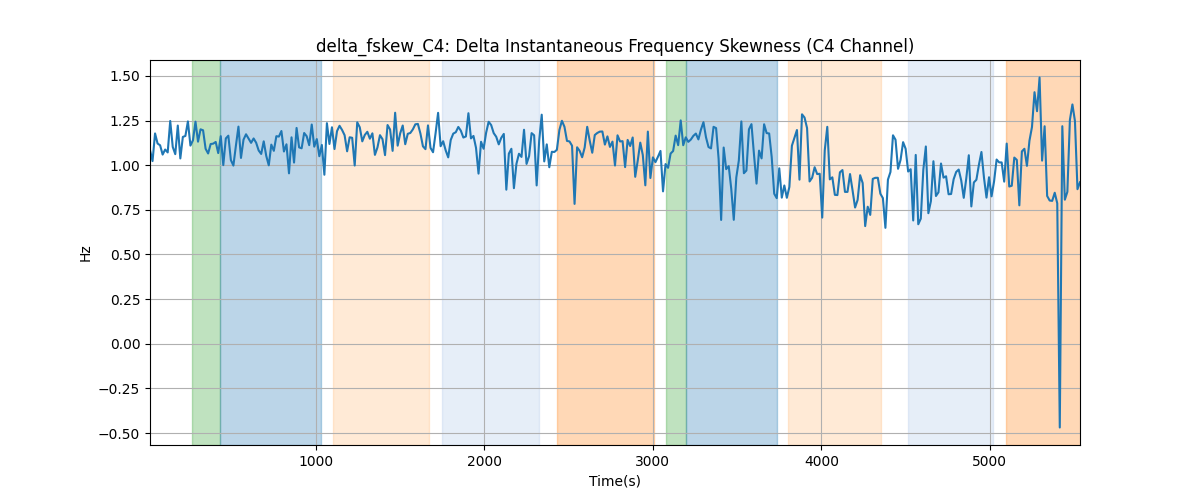 delta_fskew_C4: Delta Instantaneous Frequency Skewness (C4 Channel)
1.50
1.25
1.00
0.75
0.50
0.25
0.00
−0.25
−0.50
Hz
1000 2000 3000 4000 5000
Time(s)